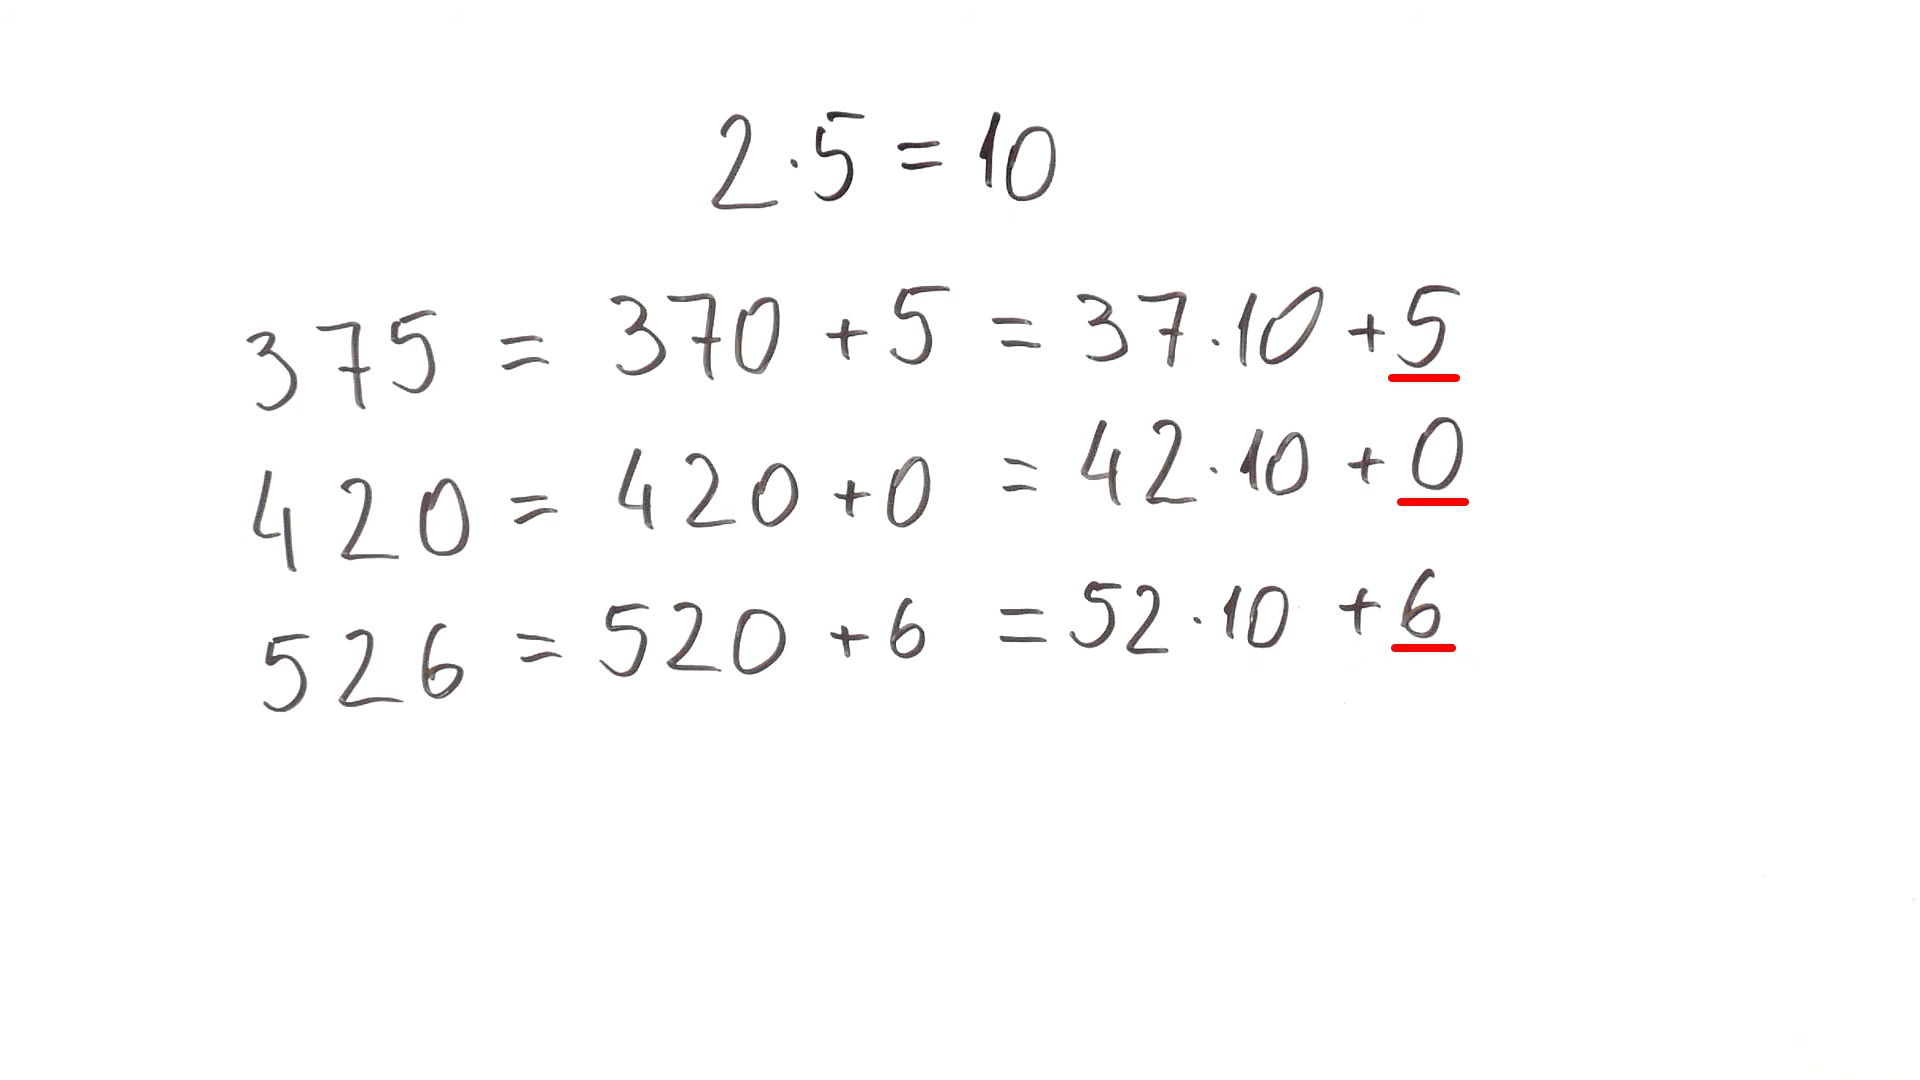 2·5=10
375 = 370 + 5 = 37·10 + 5
420 = 420 + 0 = 42·10 + 0
526 = 520 + 6 = 52·10 + 6